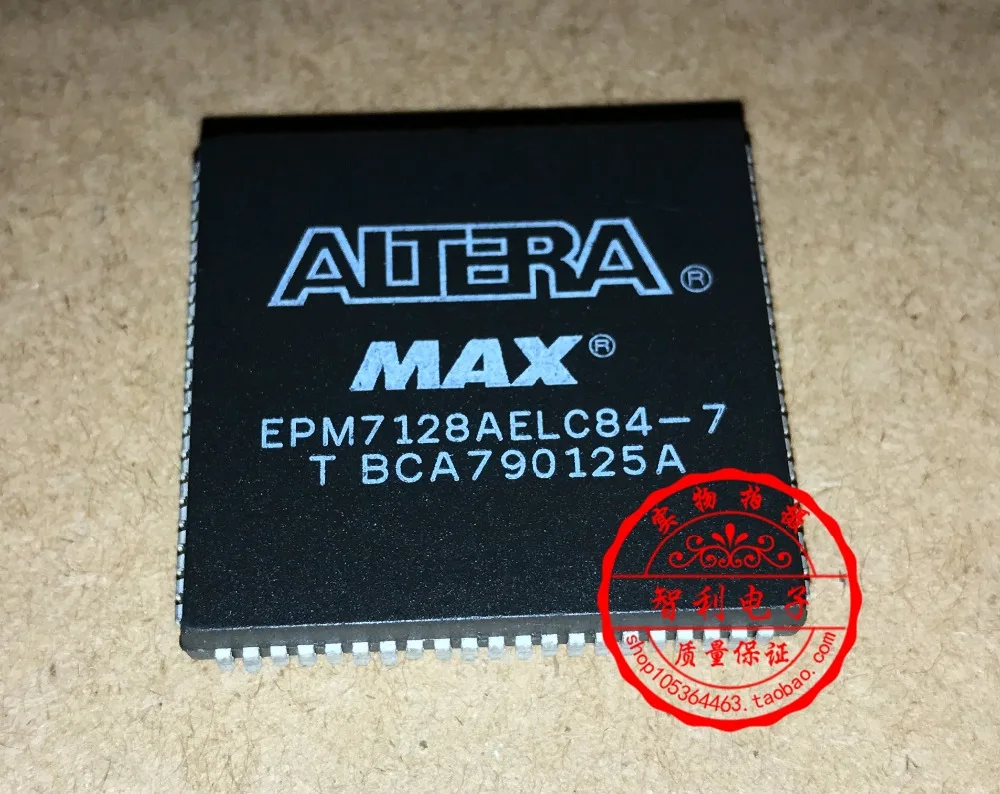 ALTERA®
MAX®
EPM7128AELC84-7
T BCA790125A
实物拍摄
智利电子
质量保证
shop105364463.taobao.com